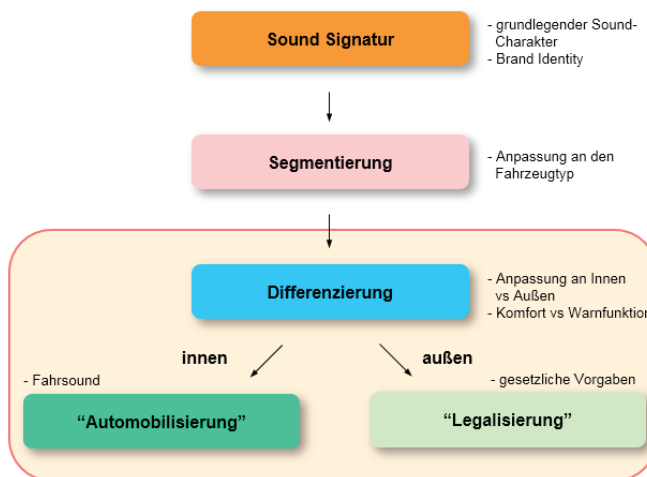 Sound Signatur
- grundlegender Sound-
Charakter
- Brand Identity
Segmentierung
- Anpassung an den
Fahrzeugtyp
Differenzierung
- Anpassung an Innen
vs Außen
- Komfort vs Warnfunktion
innen
außen
- Fahrsound
- gesetzliche Vorgaben
“Automobilisierung”
“Legalisierung”